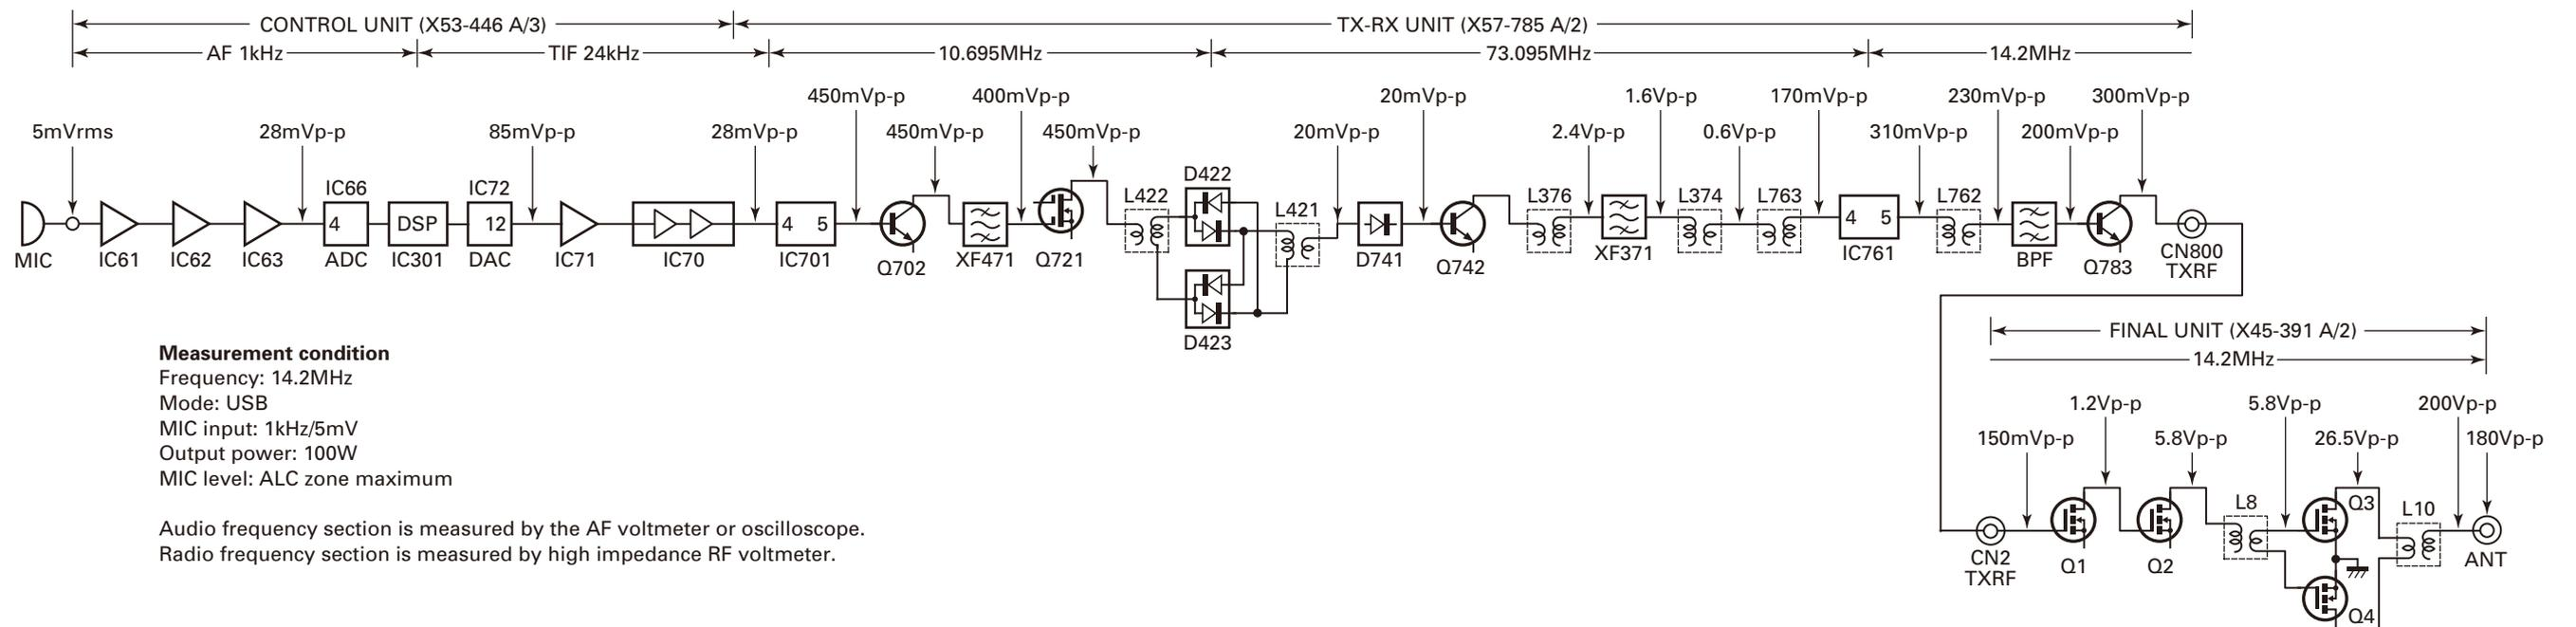 CONTROL UNIT (X53-446 A/3)
TX-RX UNIT (X57-785 A/2)
AF 1kHz
TIF 24kHz
10.695MHz
73.095MHz
14.2MHz
450mVp-p
400mVp-p
20mVp-p
1.6Vp-p
170mVp-p
230mVp-p
300mVp-p
5mVrms
28mVp-p
85mVp-p
28mVp-p
450mVp-p
450mVp-p
20mVp-p
2.4Vp-p
0.6Vp-p
310mVp-p
200mVp-p
IC66
IC72
L422
D422
L421
L376
L374
L763
L762
4
DSP
12
4 5
4 5
MIC
IC61
IC62
IC63
ADC
IC301
DAC
IC71
IC70
IC701
Q702
XF471
Q721
D741
Q742
XF371
IC761
BPF
Q783
CN800
TXRF
D423
FINAL UNIT (X45-391 A/2)
14.2MHz
Measurement condition
Frequency: 14.2MHz
Mode: USB
MIC input: 1kHz/5mV
Output power: 100W
MIC level: ALC zone maximum
Audio frequency section is measured by the AF voltmeter or oscilloscope.
Radio frequency section is measured by high impedance RF voltmeter.
1.2Vp-p
5.8Vp-p
200Vp-p
150mVp-p
5.8Vp-p
26.5Vp-p
180Vp-p
L8
Q3
L10
CN2
TXRF
Q1
Q2
ANT
Q4